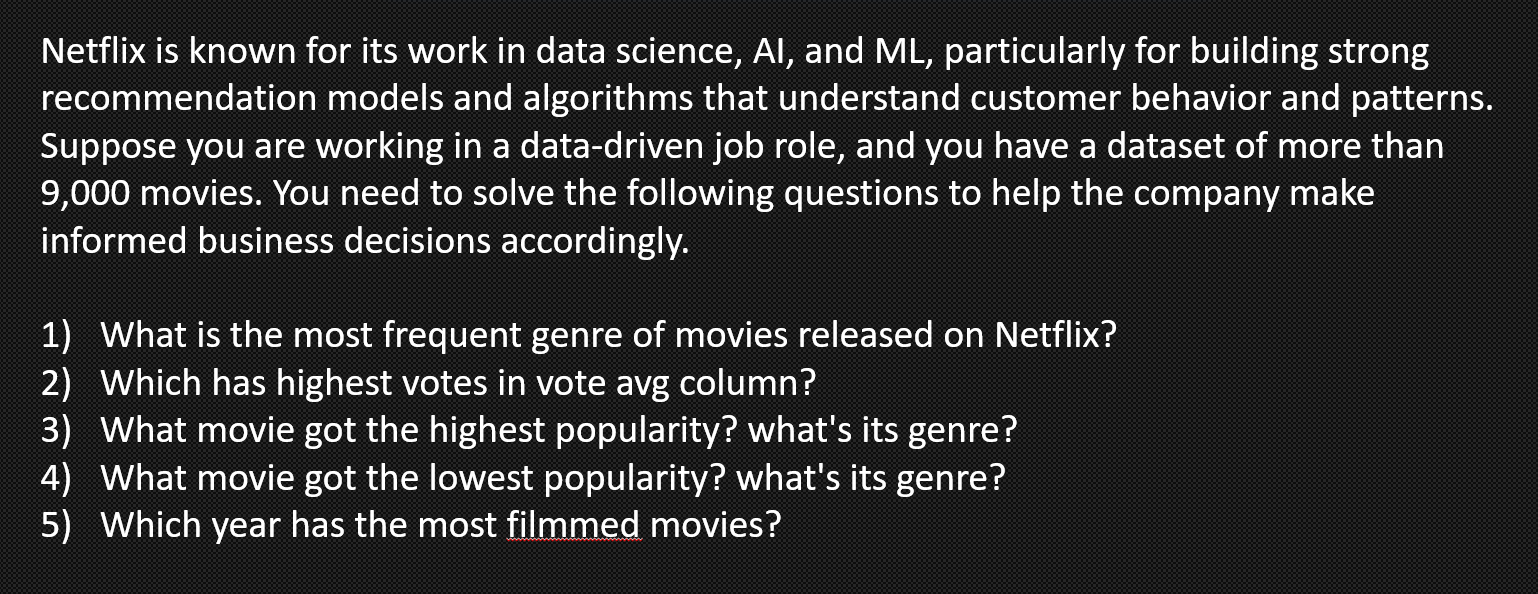 Netflix is known for its work in data science, AI, and ML, particularly for building strong
recommendation models and algorithms that understand customer behavior and patterns.
Suppose you are working in a data-driven job role, and you have a dataset of more than
9,000 movies. You need to solve the following questions to help the company make
informed business decisions accordingly.
1) What is the most frequent genre of movies released on Netflix?
2) Which has highest votes in vote avg column?
3) What movie got the highest popularity? what's its genre?
4) What movie got the lowest popularity? what's its genre?
5) Which year has the most filmmed movies?